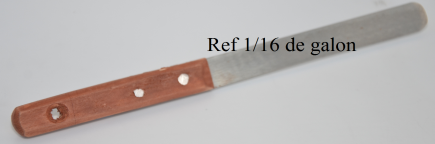 Ref 1/16 de galon